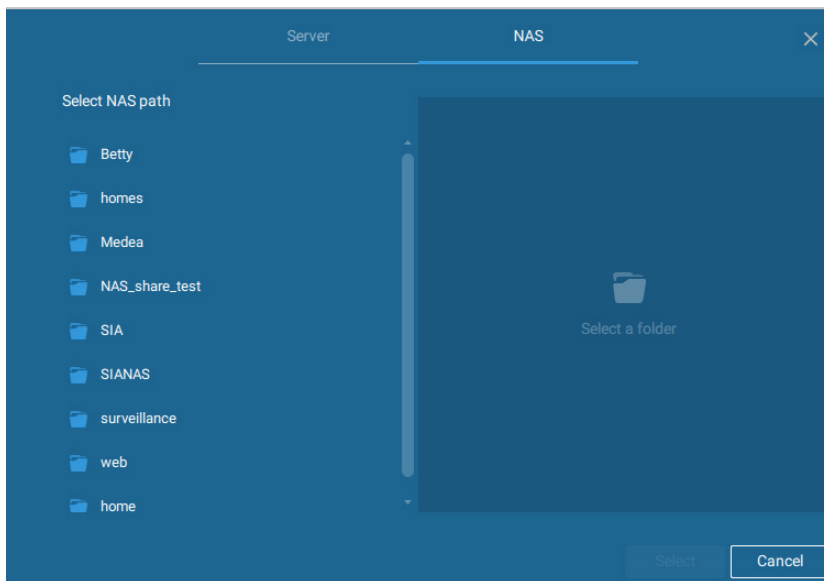 Server
NAS
Select NAS path
Betty
homes
Medea
NAS_share_test
SIA
SIANAS
surveillance
web
home
Select a folder
Select
Cancel